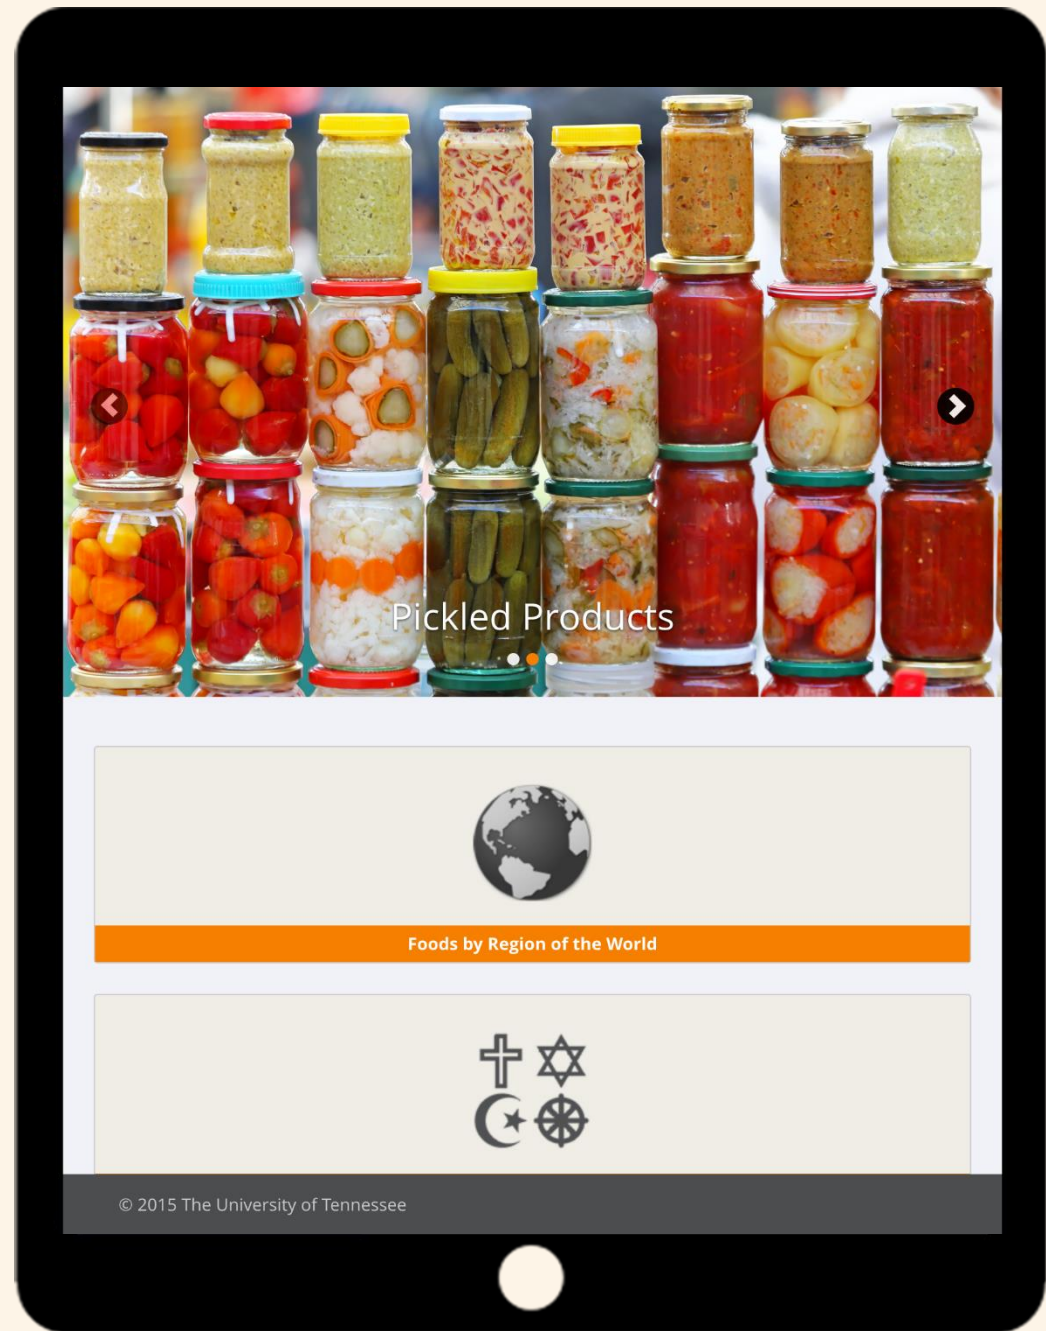 Pickled Products
Foods by Region of the World
© 2015 The University of Tennessee